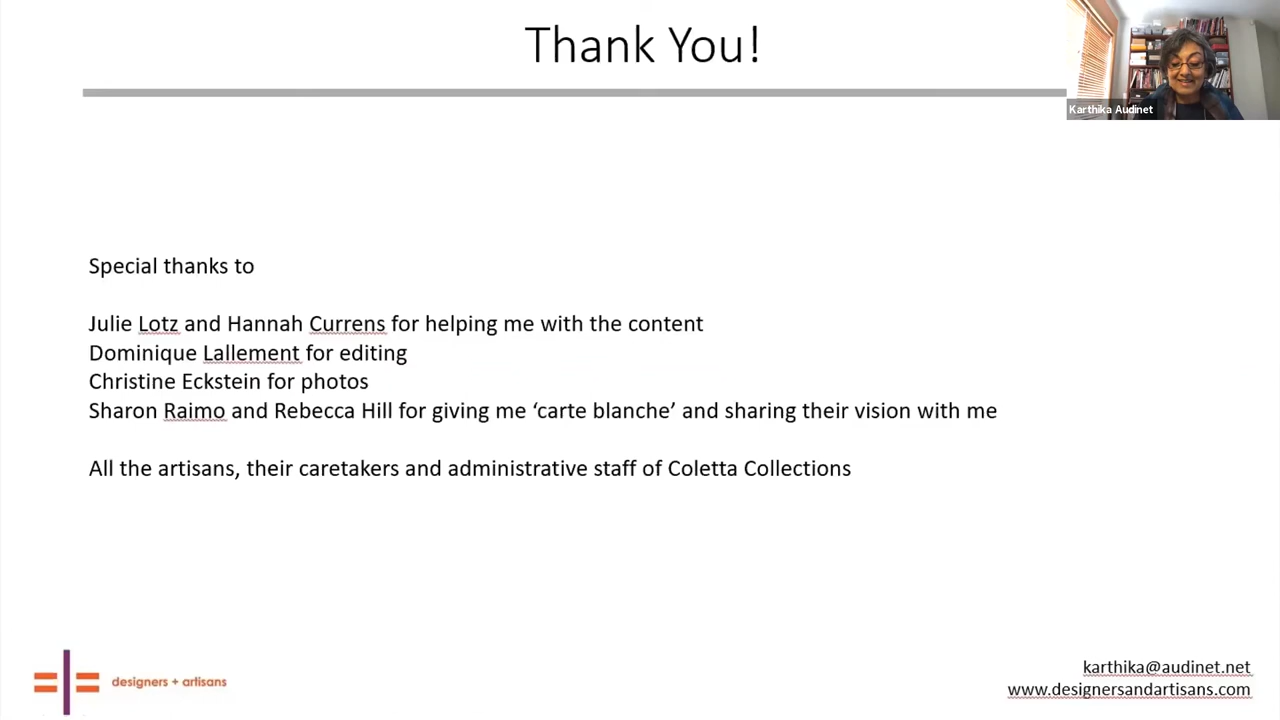 Thank You!
Karthika Audinet
Special thanks to
Julie Lotz and Hannah Currens for helping me with the content
Dominique Lallement for editing
Christine Eckstein for photos
Sharon Raimo and Rebecca Hill for giving me ‘carte blanche’ and sharing their vision with me
All the artisans, their caretakers and administrative staff of Coletta Collections
designers + artisans
karthika@audinet.net
www.designersandartisans.com